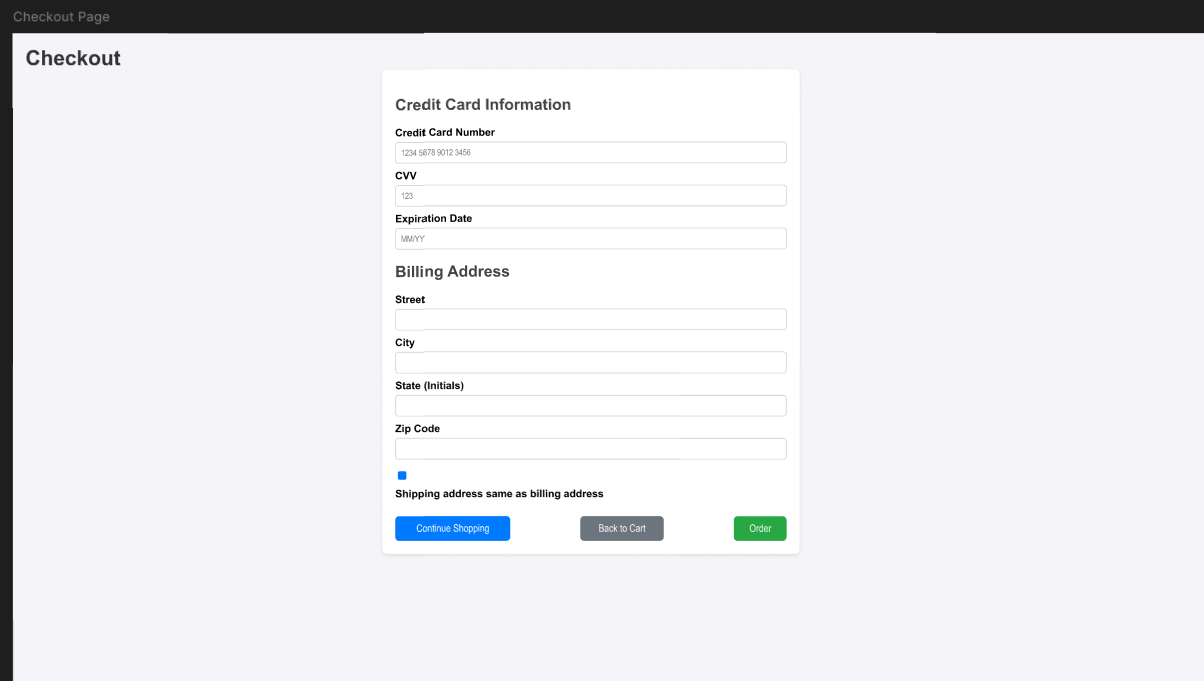 Checkout Page
Checkout
Credit Card Information
Credit Card Number
1234 5678 9012 3456
CVV
123
Expiration Date
MM/YY
Billing Address
Street
City
State (Initials)
Zip Code
Shipping address same as billing address
Continue Shopping
Back to Cart
Order